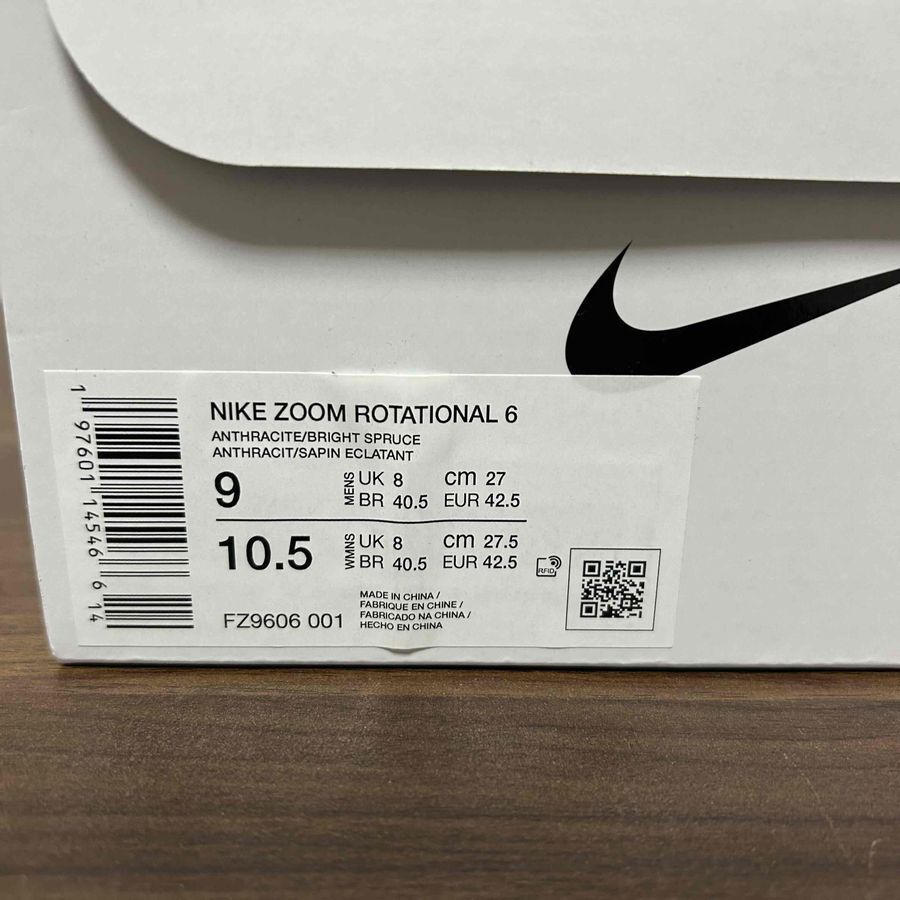 NIKE ZOOM ROTATIONAL 6
ANTHRACITE/BRIGHT SPRUCE
ANTHRACIT/SAPIN ECLATANT
9 MENS UK 8 cm 27
BR 40.5 EUR 42.5
10.5 WMNS UK 8 cm 27.5
BR 40.5 EUR 42.5
RFID
FZ9606 001
MADE IN CHINA /
FABRIQUE EN CHINE /
FABRICADO NA CHINA /
HECHO EN CHINA
1 97601 14546 6 14